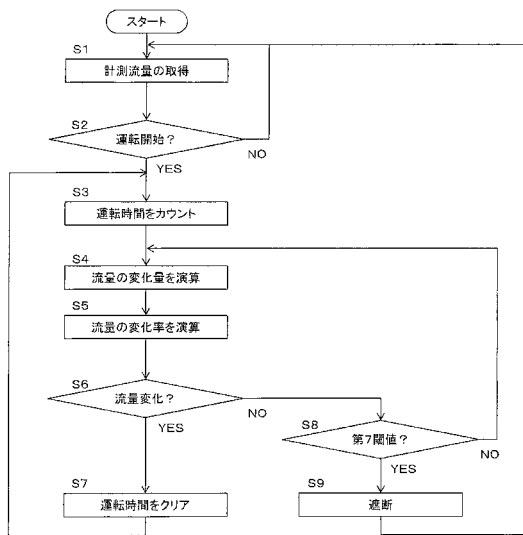 スタート
S1
計測流量の取得
S2
運転開始？
NO
YES
S3
運転時間をカウント
S4
流量の変化量を演算
S5
流量の変化率を演算
S6
流量変化？
NO
YES
S8
第7閾値？
NO
YES
S7
運転時間をクリア
S9
遮断